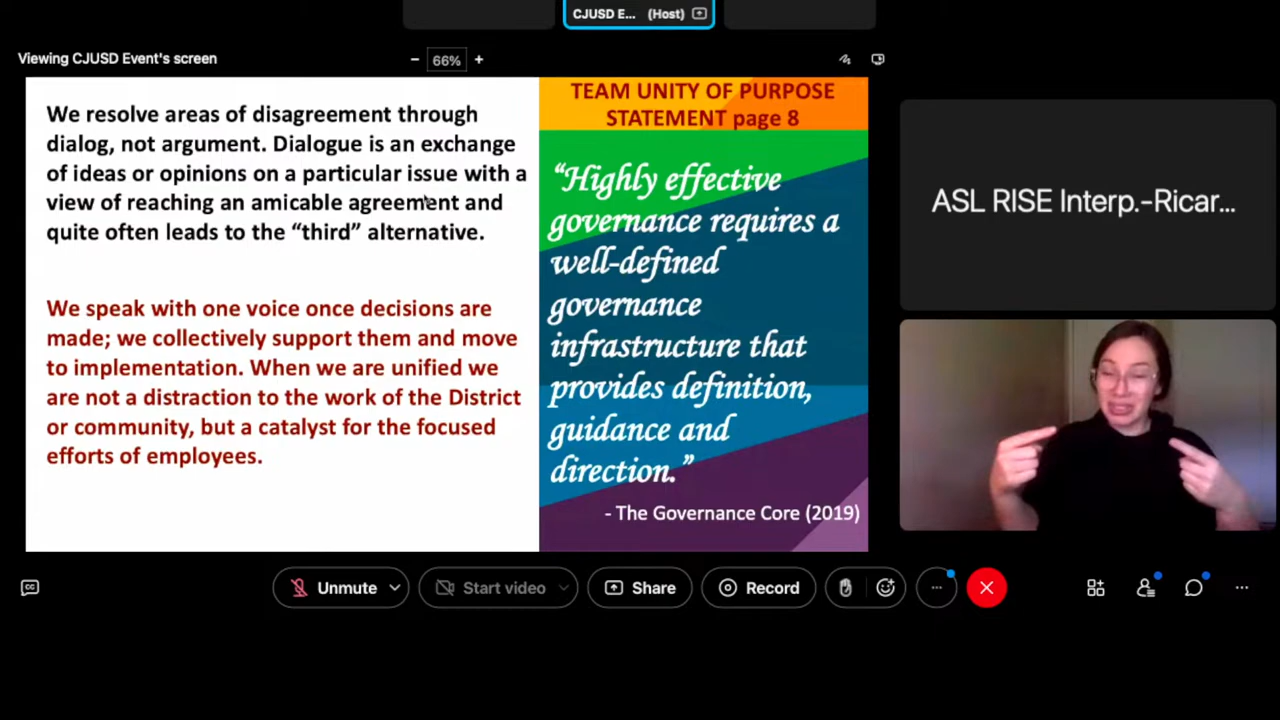 CJUSD E... (Host)
Viewing CJUSD Event's screen
66%
We resolve areas of disagreement through
dialog, not argument. Dialogue is an exchange
of ideas or opinions on a particular issue with a
view of reaching an amicable agreement and
quite often leads to the “third” alternative.
We speak with one voice once decisions are
made; we collectively support them and move
to implementation. When we are unified we
are not a distraction to the work of the District
or community, but a catalyst for the focused
efforts of employees.
TEAM UNITY OF PURPOSE
STATEMENT page 8
“Highly effective
governance requires a
well-defined
governance
infrastructure that
provides definition,
guidance and
direction.”
- The Governance Core (2019)
ASL RISE Interp.-Ricar...
CC
Unmute
Start video
Share
Record